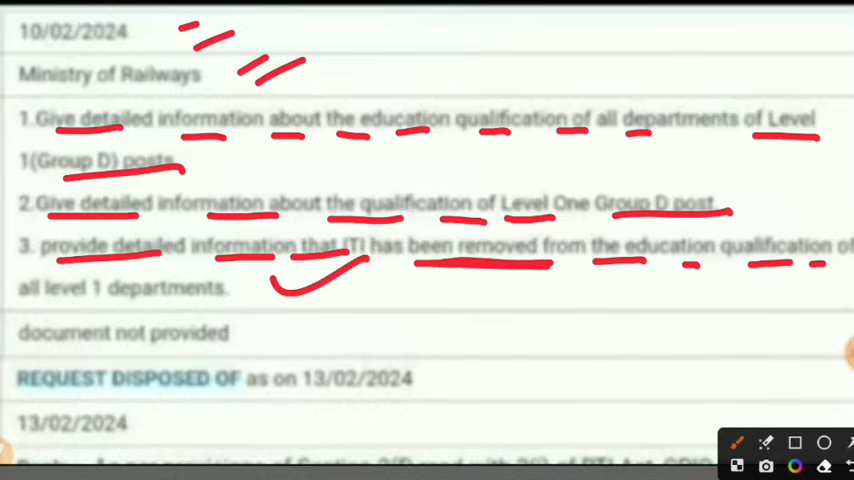 10/02/2024
Ministry of Railways
1.Give detailed information about the education qualification of all departments of Level
1(Group D) posts
2.Give detailed information about the qualification of Level One Group D post
3. provide detailed information that ITI has been removed from the education qualification of
all level 1 departments.
document not provided
REQUEST DISPOSED OF as on 13/02/2024
13/02/2024